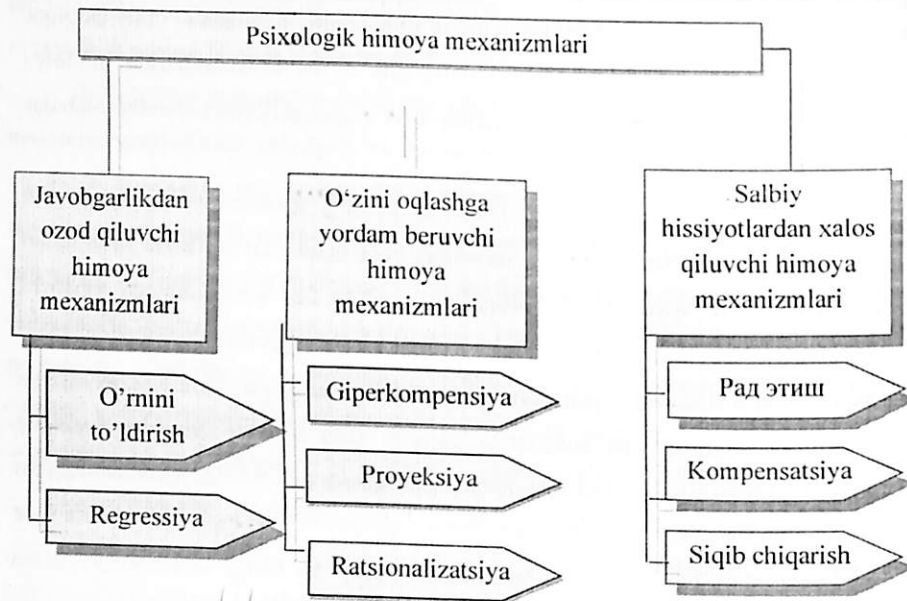 Psixologik himoya mexanizmlari
Javobgarlikdan
ozod qiluvchi
himoya
mexanizmlari
O‘zini oqlashga
yordam beruvchi
himoya
mexanizmlari
Salbiy
hissiyotlardan xalos
qiluvchi himoya
mexanizmlari
O’rnini
to’ldirish
Regressiya
Giperkompensiya
Proyeksiya
Ratsionalizatsiya
Рад этиш
Kompensatsiya
Siqib chiqarish